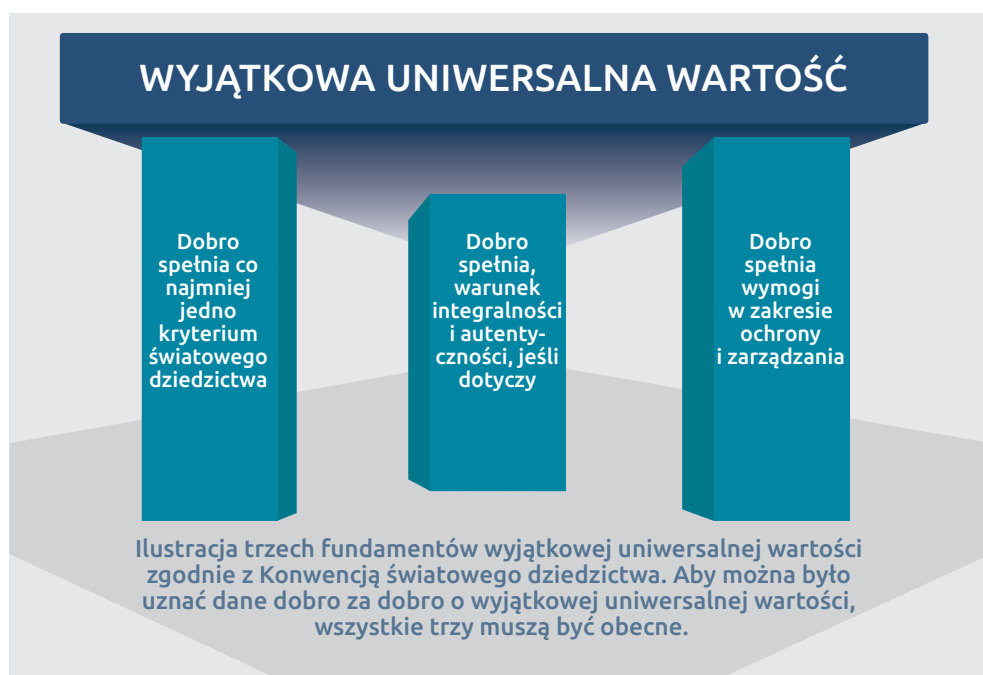 WYJĄTKOWA UNIWERSALNA WARTOŚĆ
Dobro
spełnia co
najmniej
jedno
kryterium
światowego
dziedzictwa
Dobro
spełnia,
warunek
integralności
i autenty-
czności, jeśli
dotyczy
Dobro
spełnia
wymogi
w zakresie
ochrony
i zarządzania
Ilustracja trzech fundamentów wyjątkowej uniwersalnej wartości
zgodnie z Konwencją światowego dziedzictwa. Aby można było
uznać dane dobro za dobro o wyjątkowej uniwersalnej wartości,
wszystkie trzy muszą być obecne.